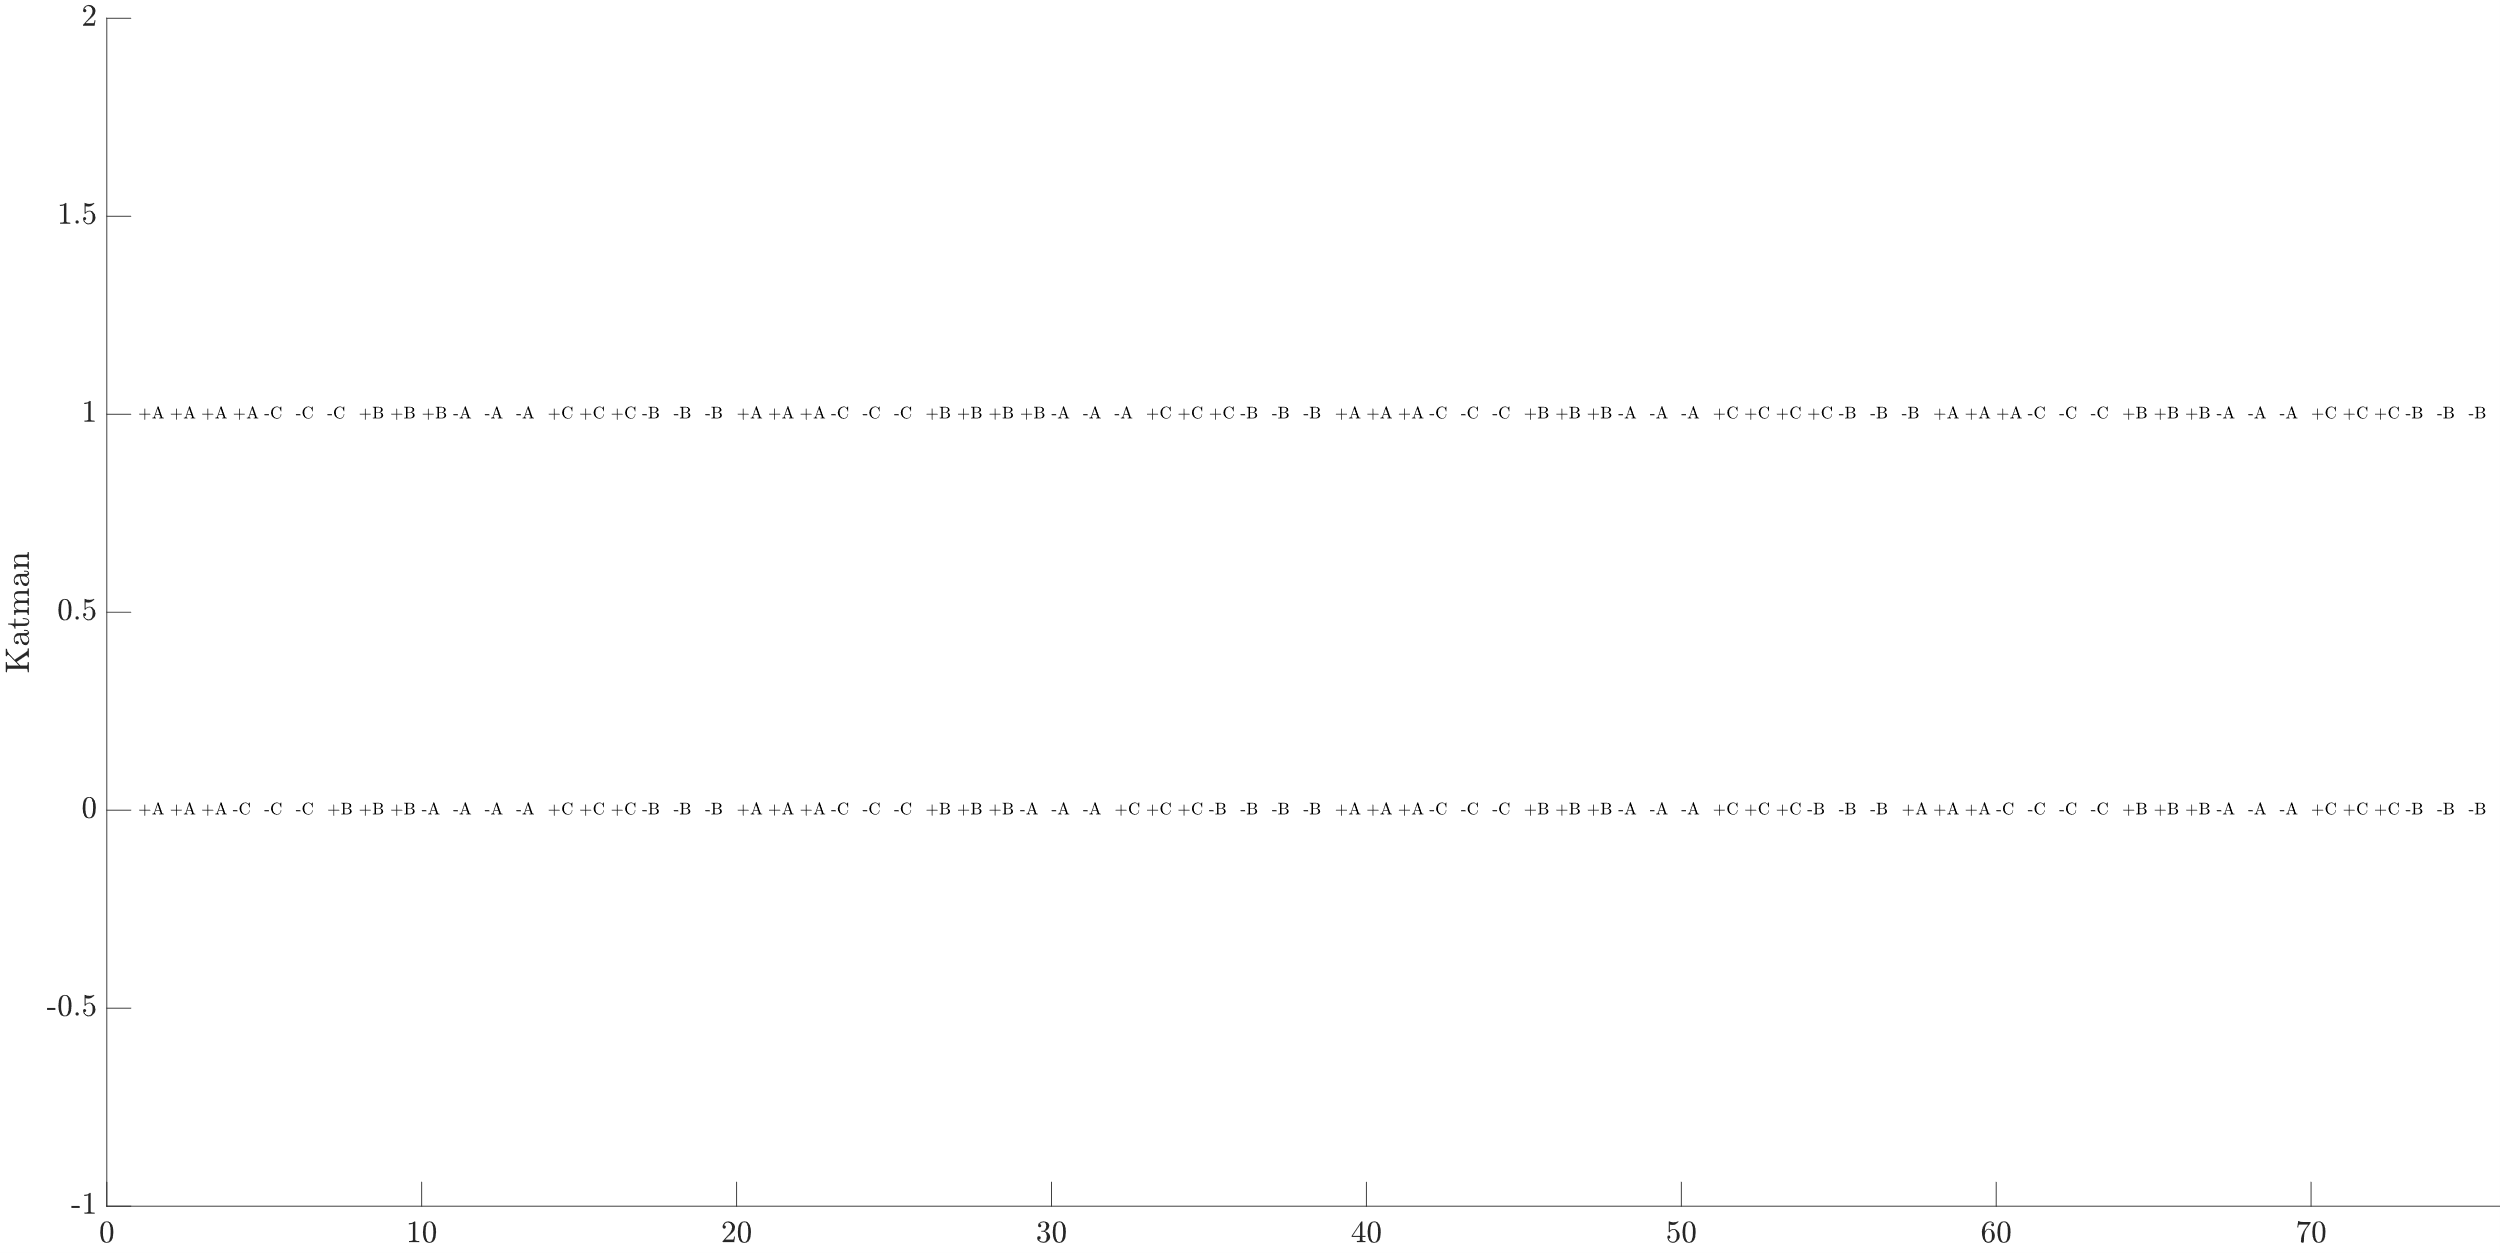 2
1.5
1 +A +A +A +A -C -C -C +B +B +B -A -A -A +C +C +C -B -B -B +A +A +A -C -C -C +B +B +B +B -A -A -A +C +C +C -B -B -B +A +A +A -C -C -C +B +B +B -A -A -A +C +C +C +C -B -B -B +A +A +A -C -C -C +B +B +B -A -A -A +C +C +C -B -B -B
Katman
0.5
0 +A +A +A -C -C -C +B +B +B -A -A -A -A +C +C +C -B -B -B +A +A +A -C -C -C +B +B +B -A -A -A +C +C +C -B -B -B -B +A +A +A -C -C -C +B +B +B -A -A -A +C +C +C -B -B -B +A +A +A -C -C -C -C +B +B +B -A -A -A +C +C +C -B -B -B
-0.5
-1
0 10 20 30 40 50 60 70